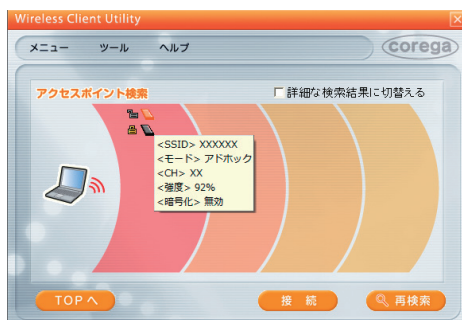 Wireless Client Utility
メニュー ツール ヘルプ
corega
アクセスポイント検索
詳細な検索結果に切替える
<SSID> XXXXXX
<モード> アドホック
<CH> XX
<強度> 92%
<暗号化> 無効
TOPへ
接 続
再検索